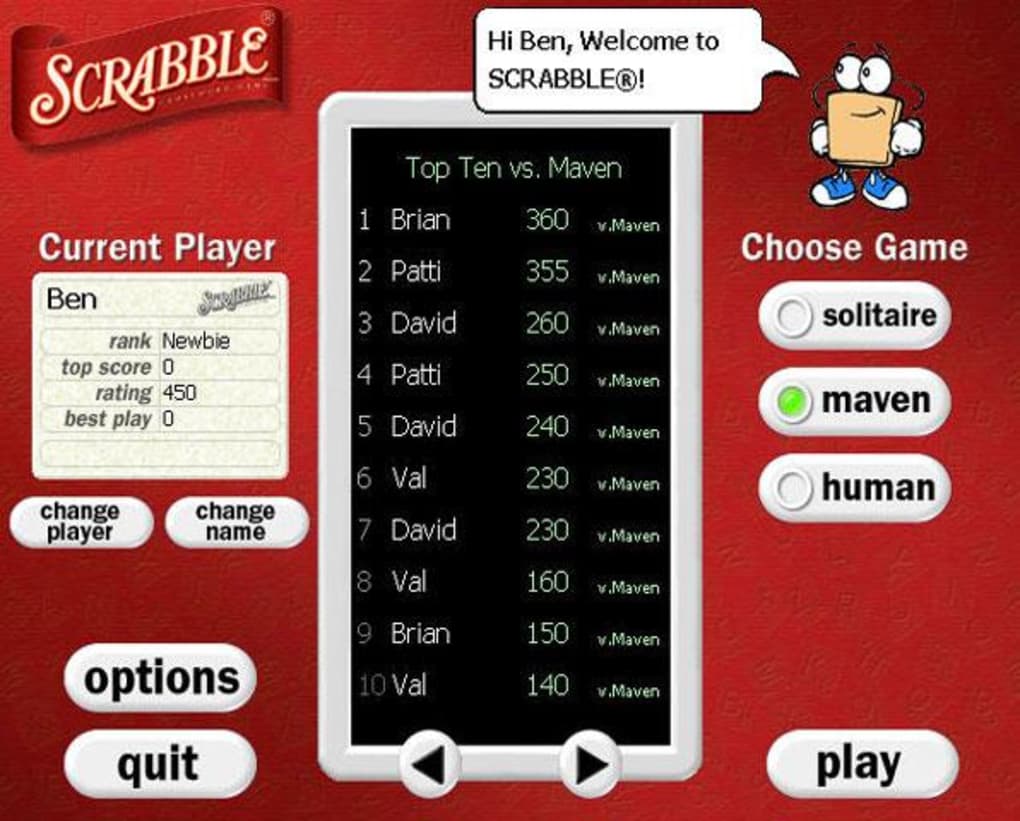 SCRABBLE®
Hi Ben, Welcome to
SCRABBLE®!
Current Player
Ben
SCRABBLE
rank Newbie
top score 0
rating 450
best play 0
change
player
change
name
options
quit
Top Ten vs. Maven
1 Brian 360 v.Maven
2 Patti 355 v.Maven
3 David 260 v.Maven
4 Patti 250 v.Maven
5 David 240 v.Maven
6 Val 230 v.Maven
7 David 230 v.Maven
8 Val 160 v.Maven
9 Brian 150 v.Maven
10 Val 140 v.Maven
Choose Game
solitaire
maven
human
play